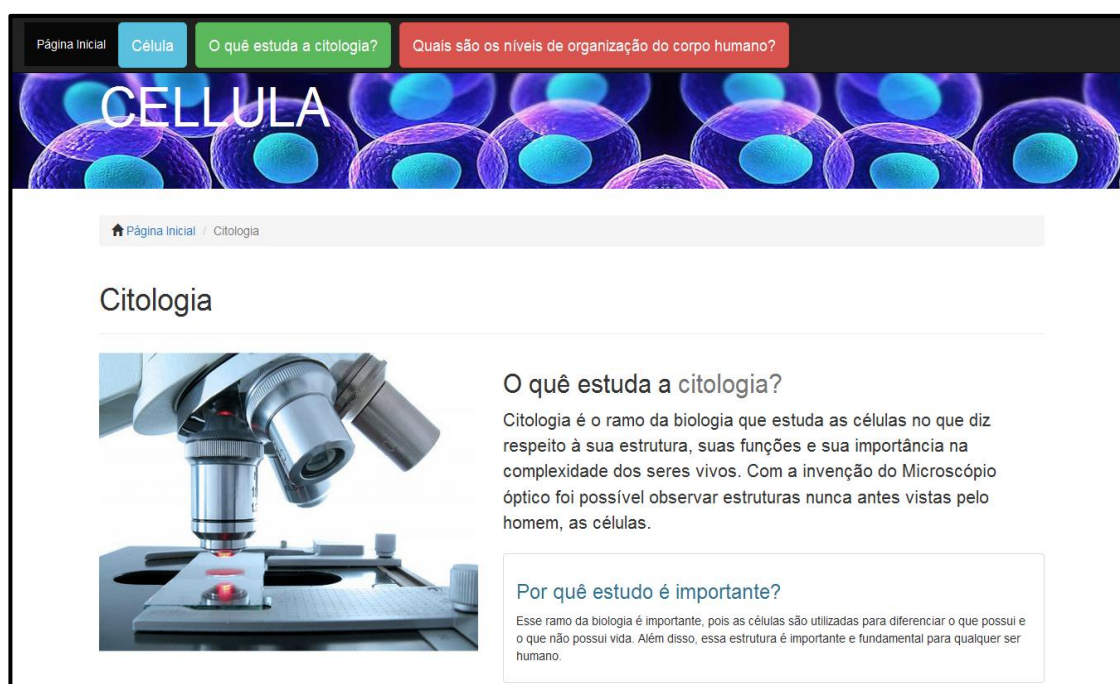 Página Inicial Célula O quê estuda a citologia? Quais são os níveis de organização do corpo humano?
CELLULA
Página Inicial / Citologia
Citologia
O quê estuda a citologia?
Citologia é o ramo da biologia que estuda as células no que diz
respeito à sua estrutura, suas funções e sua importância na
complexidade dos seres vivos. Com a invenção do Microscópio
óptico foi possível observar estruturas nunca antes vistas pelo
homem, as células.
Por quê estudo é importante?
Esse ramo da biologia é importante, pois as células são utilizadas para diferenciar o que possui e
o que não possui vida. Além disso, essa estrutura é importante e fundamental para qualquer ser
humano.